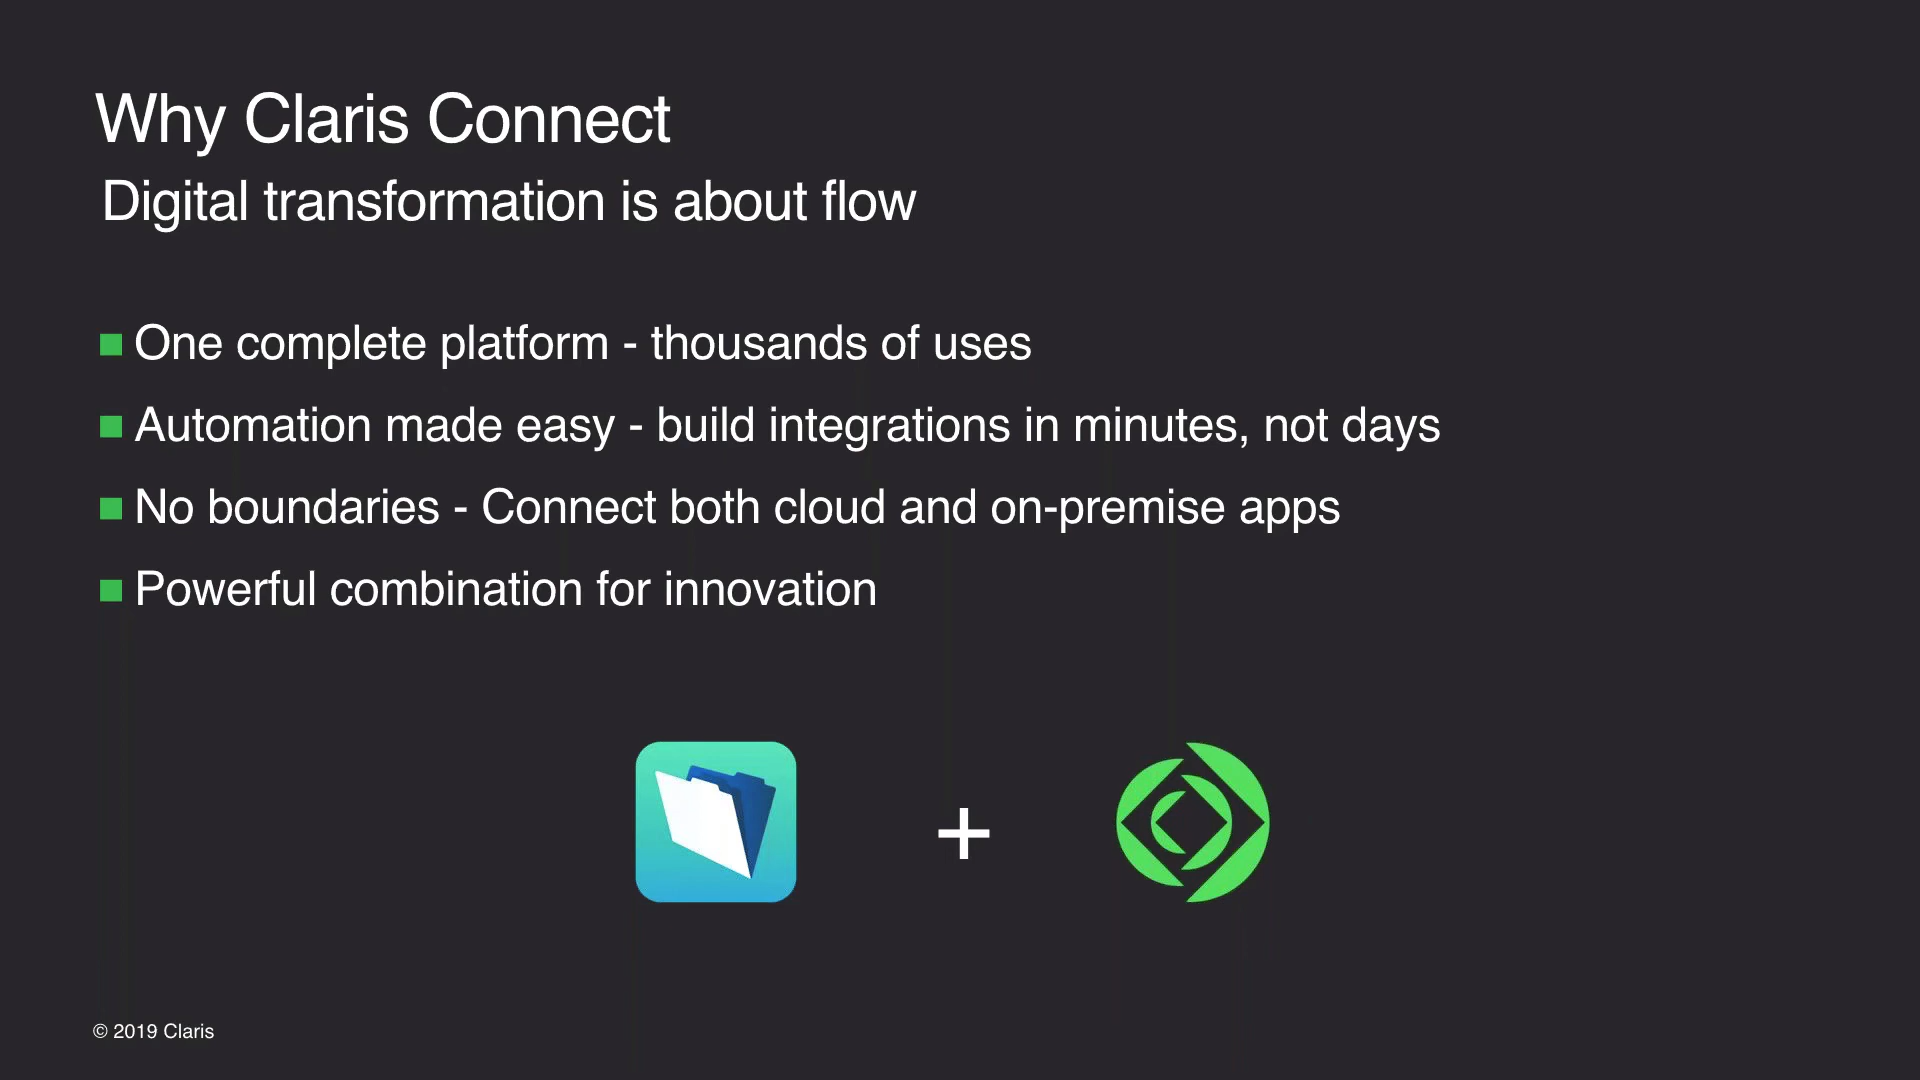 Why Claris Connect
Digital transformation is about flow
One complete platform - thousands of uses
Automation made easy - build integrations in minutes, not days
No boundaries - Connect both cloud and on-premise apps
Powerful combination for innovation
+
© 2019 Claris